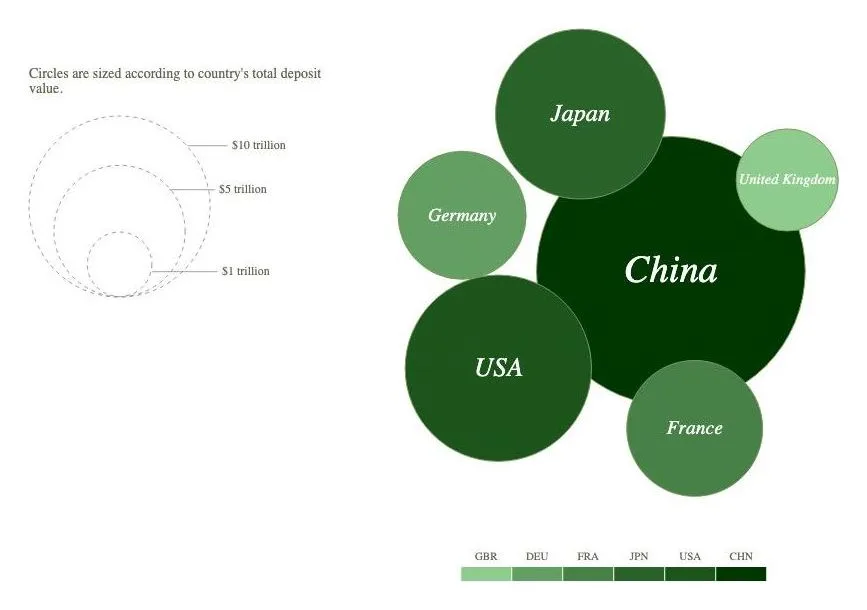 Circles are sized according to country's total deposit
value.
$10 trillion
$5 trillion
$1 trillion
Japan
United Kingdom
Germany
China
USA
France
GBR DEU FRA JPN USA CHN